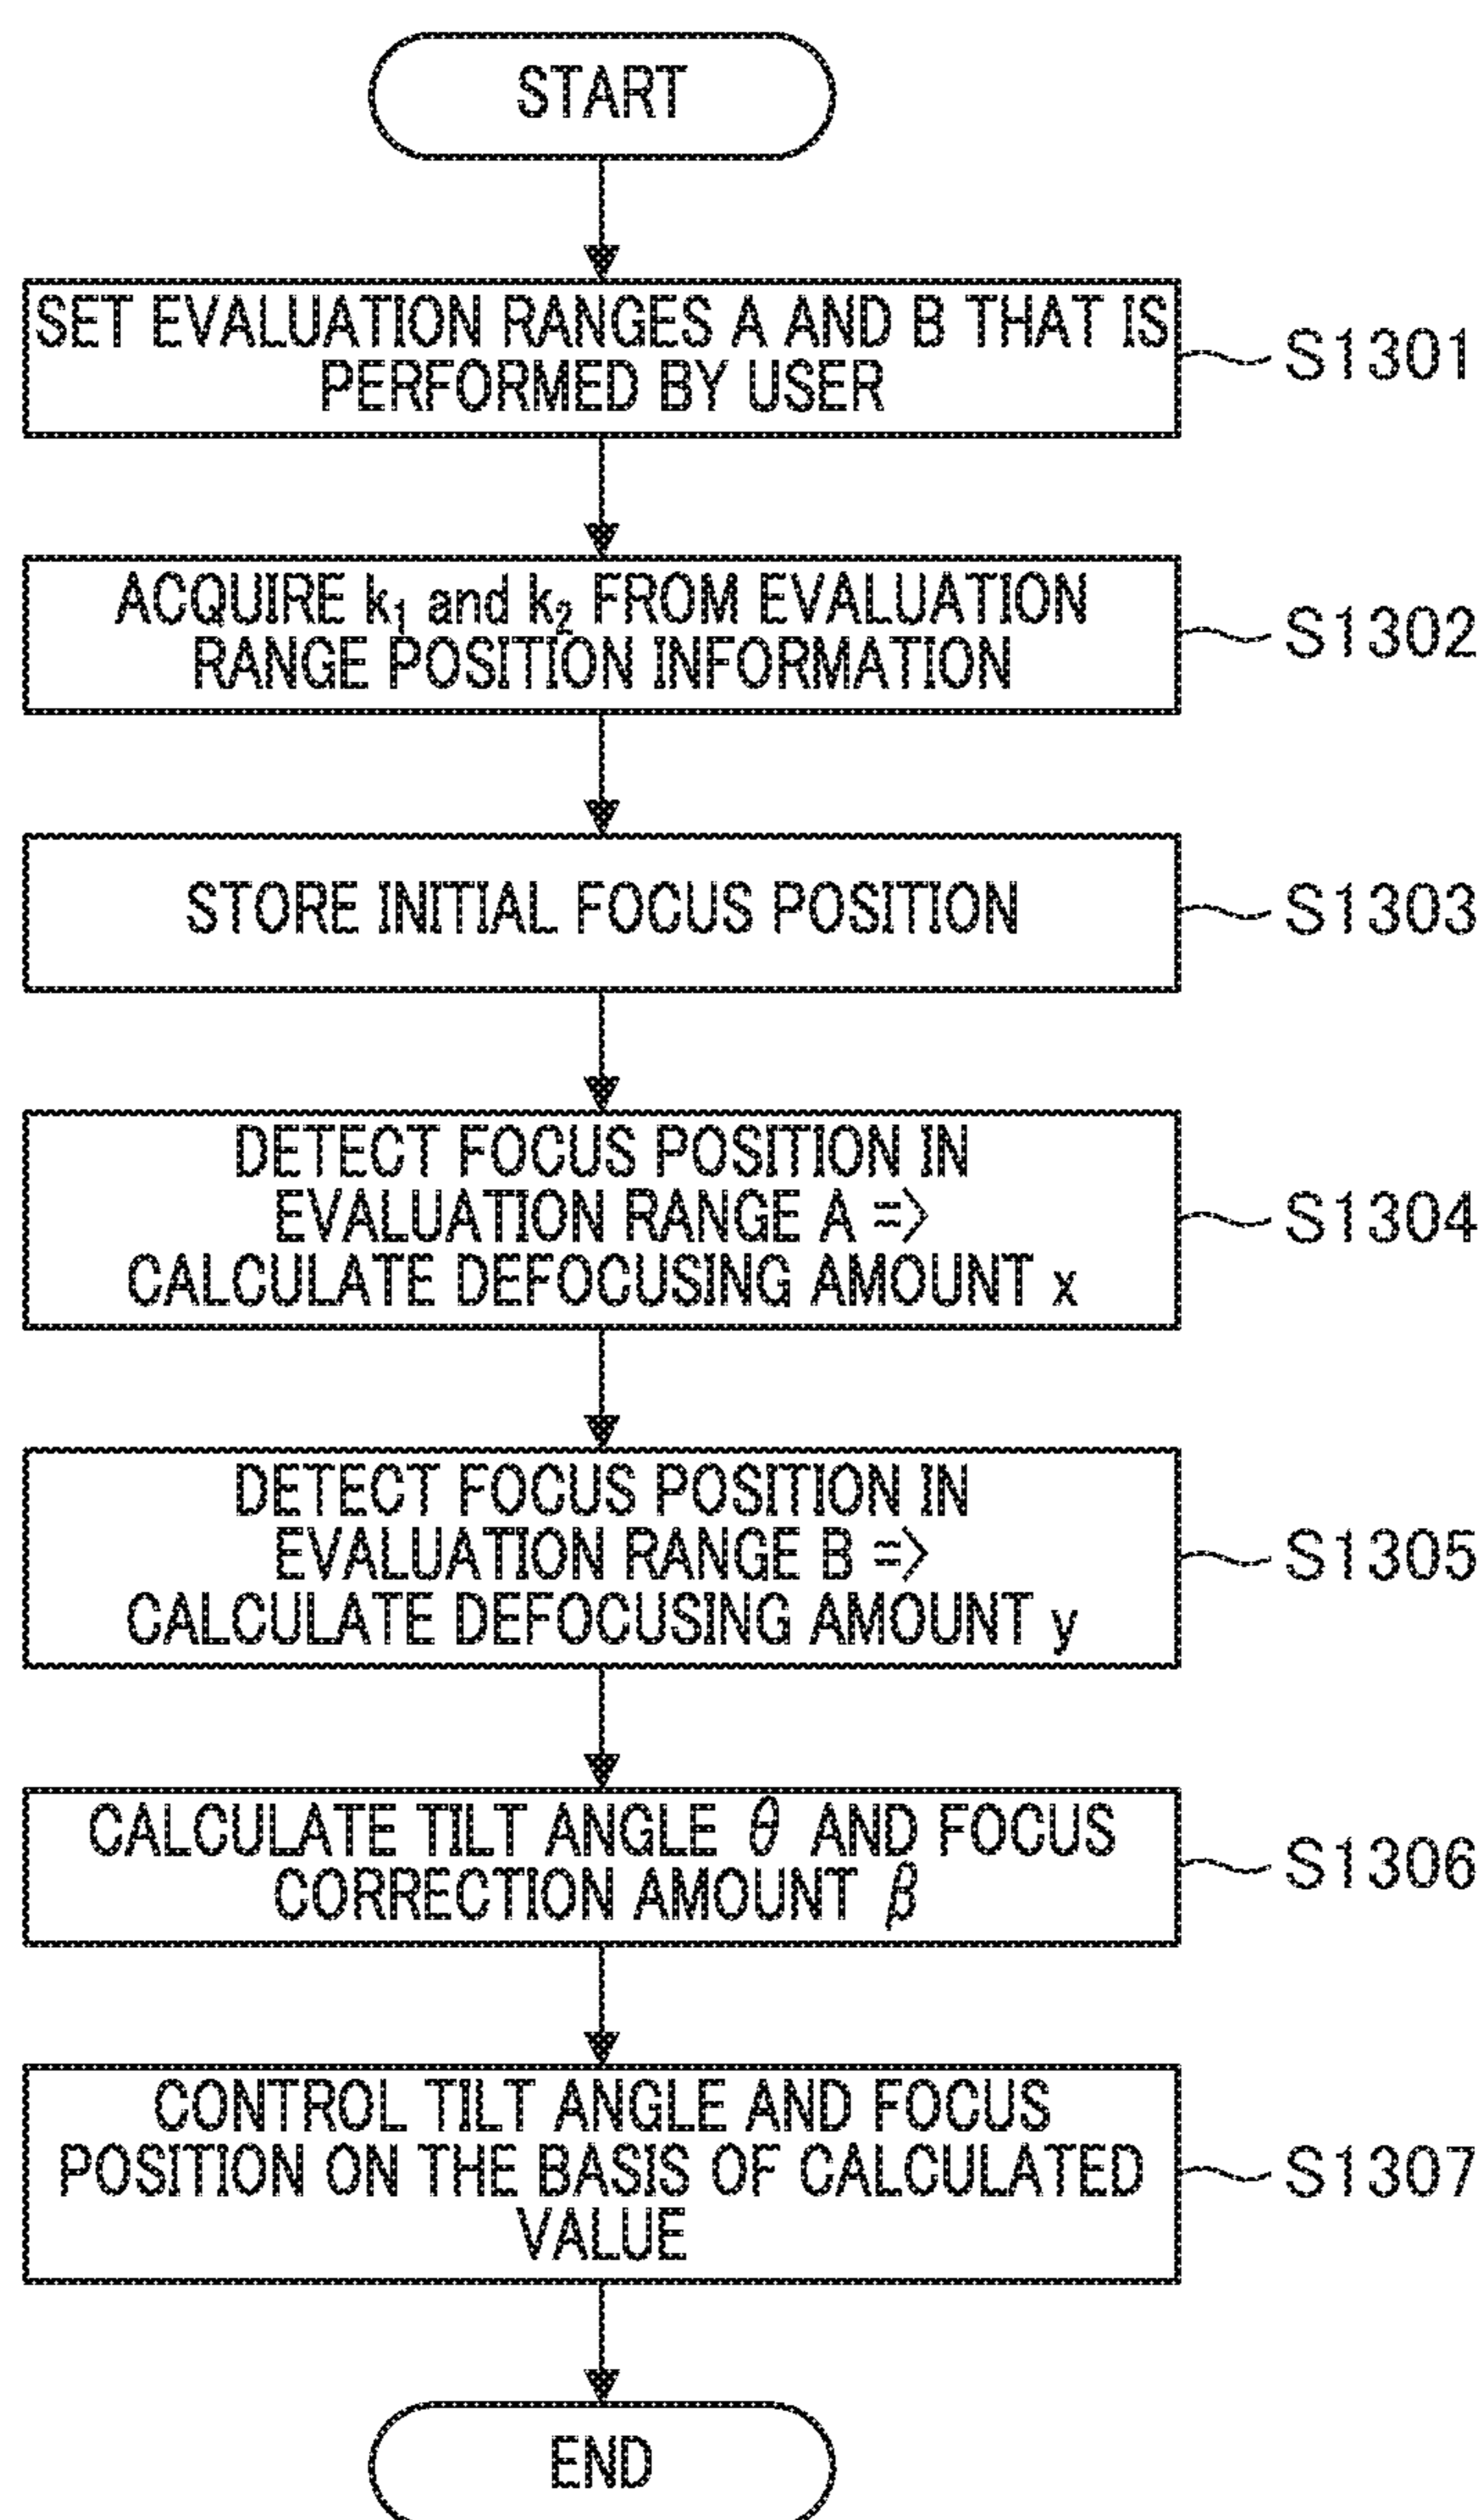 START
SET EVALUATION RANGES A AND B THAT IS
PERFORMED BY USER
S1301
ACQUIRE k₁ and k₂ FROM EVALUATION
RANGE POSITION INFORMATION
S1302
STORE INITIAL FOCUS POSITION
S1303
DETECT FOCUS POSITION IN
EVALUATION RANGE A =>
CALCULATE DEFOCUSING AMOUNT x
S1304
DETECT FOCUS POSITION IN
EVALUATION RANGE B =>
CALCULATE DEFOCUSING AMOUNT y
S1305
CALCULATE TILT ANGLE θ AND FOCUS
CORRECTION AMOUNT β
S1306
CONTROL TILT ANGLE AND FOCUS
POSITION ON THE BASIS OF CALCULATED
VALUE
S1307
END